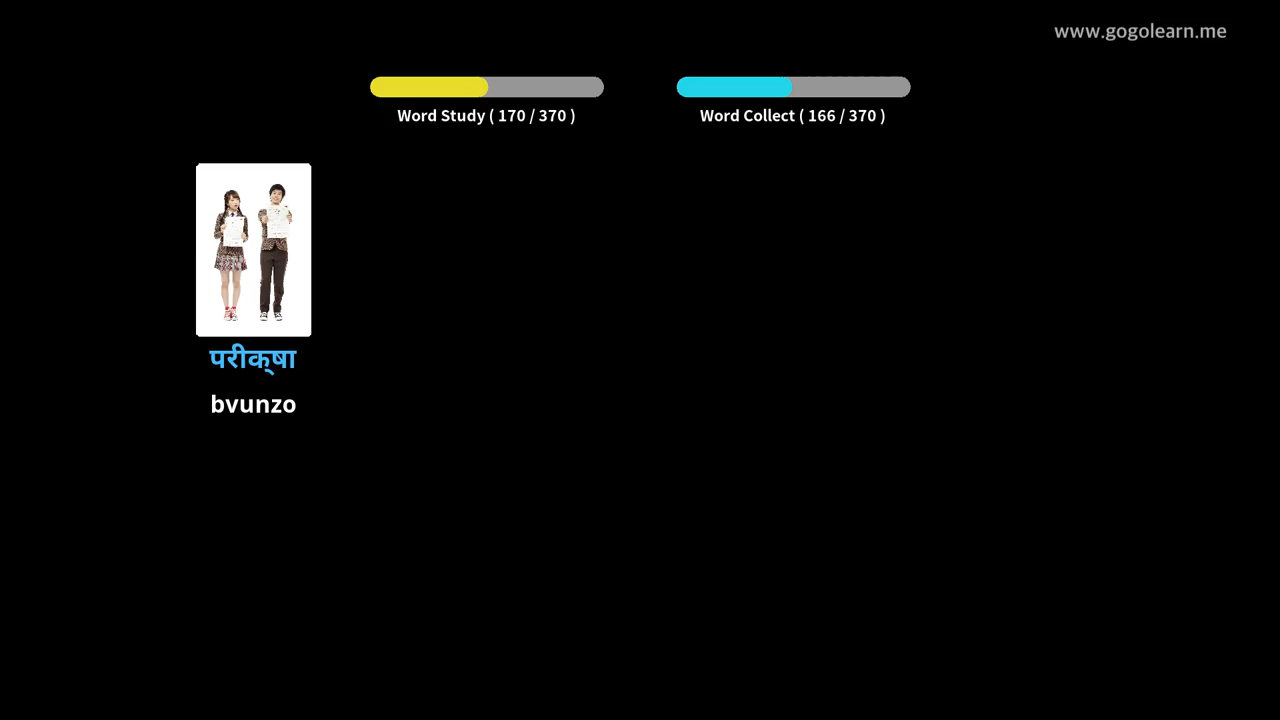 www.gogolearn.me
Word Study ( 170 / 370 )
Word Collect ( 166 / 370 )
परीक्षा
bvunzo